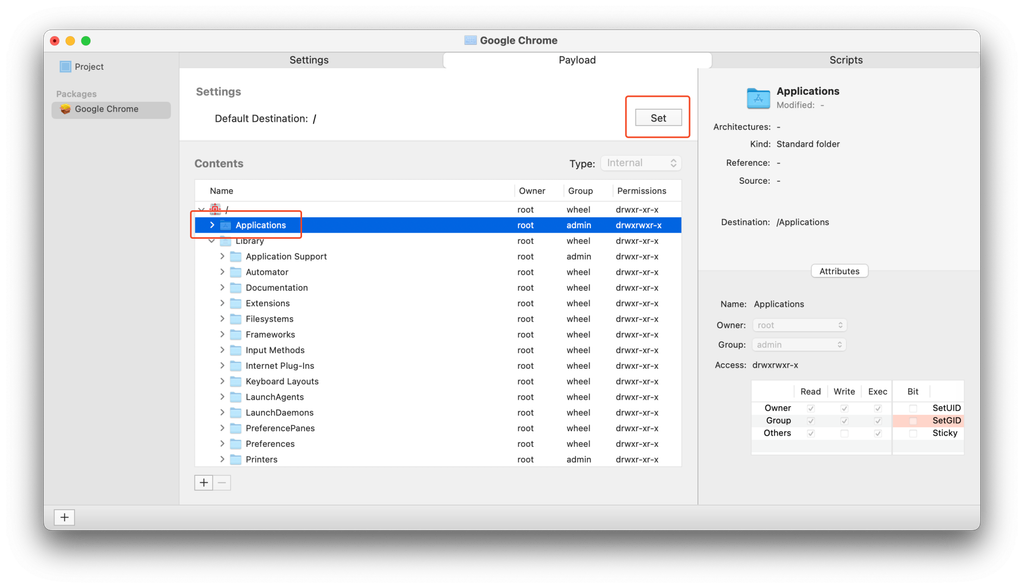 Google Chrome
Project
Packages
Google Chrome
Settings Payload Scripts
Settings
Default Destination: / Set
Contents Type: Internal
Name Owner Group Permissions
/ root wheel drwxr-xr-x
Applications root admin drwxrwxr-x
Library root wheel drwxr-xr-x
Application Support root admin drwxr-xr-x
Automator root wheel drwxr-xr-x
Documentation root wheel drwxr-xr-x
Extensions root wheel drwxr-xr-x
Filesystems root wheel drwxr-xr-x
Frameworks root wheel drwxr-xr-x
Input Methods root wheel drwxr-xr-x
Internet Plug-Ins root wheel drwxr-xr-x
Keyboard Layouts root wheel drwxr-xr-x
LaunchAgents root wheel drwxr-xr-x
LaunchDaemons root wheel drwxr-xr-x
PreferencePanes root wheel drwxr-xr-x
Preferences root wheel drwxr-xr-x
Printers root admin drwxr-xr-x
+ −
+
Applications
Modified: -
Architectures: -
Kind: Standard folder
Reference: -
Source: -
Destination: /Applications
Attributes
Name: Applications
Owner: root
Group: admin
Access: drwxrwxr-x
Read Write Exec Bit
Owner SetUID
Group SetGID
Others Sticky